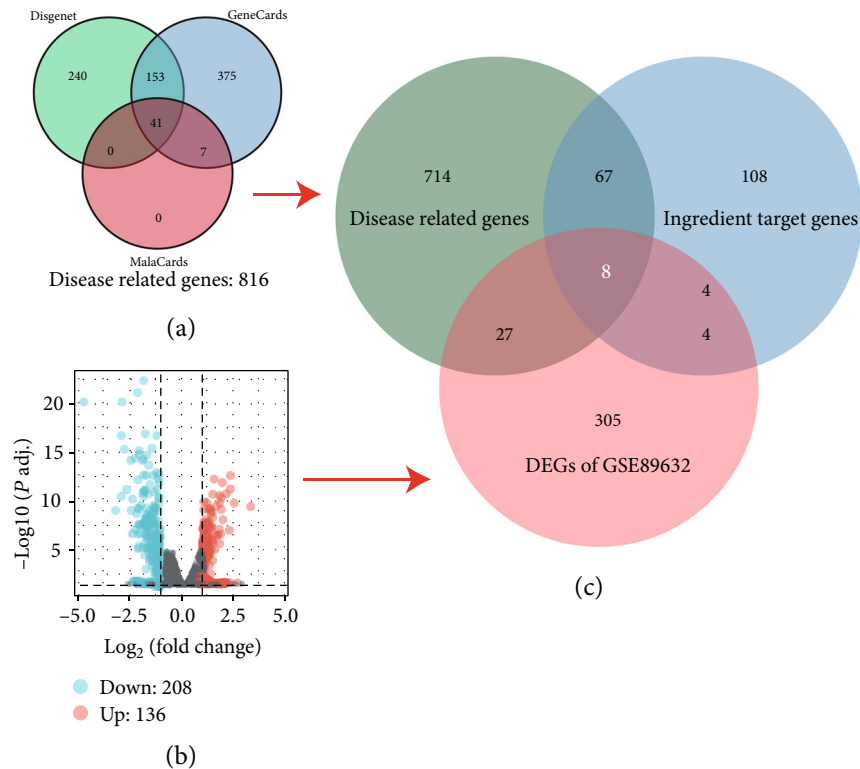 Disgenet
GeneCards
240
153
375
41
0
7
0
MalaCards
Disease related genes: 816
(a)
714
67
108
Disease related genes
Ingredient target genes
8
4
27
4
305
DEGs of GSE89632
(c)
–Log10 (P adj.)
20
15
10
5
–5.0
–2.5
0.0
2.5
5.0
Log2 (fold change)
Down: 208
Up: 136
(b)